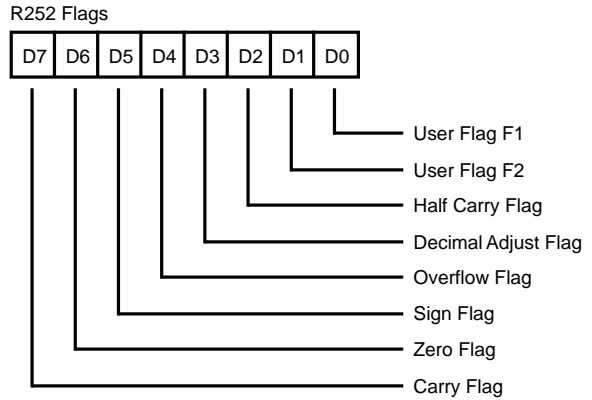 R252 Flags
D7 D6 D5 D4 D3 D2 D1 D0
User Flag F1
User Flag F2
Half Carry Flag
Decimal Adjust Flag
Overflow Flag
Sign Flag
Zero Flag
Carry Flag